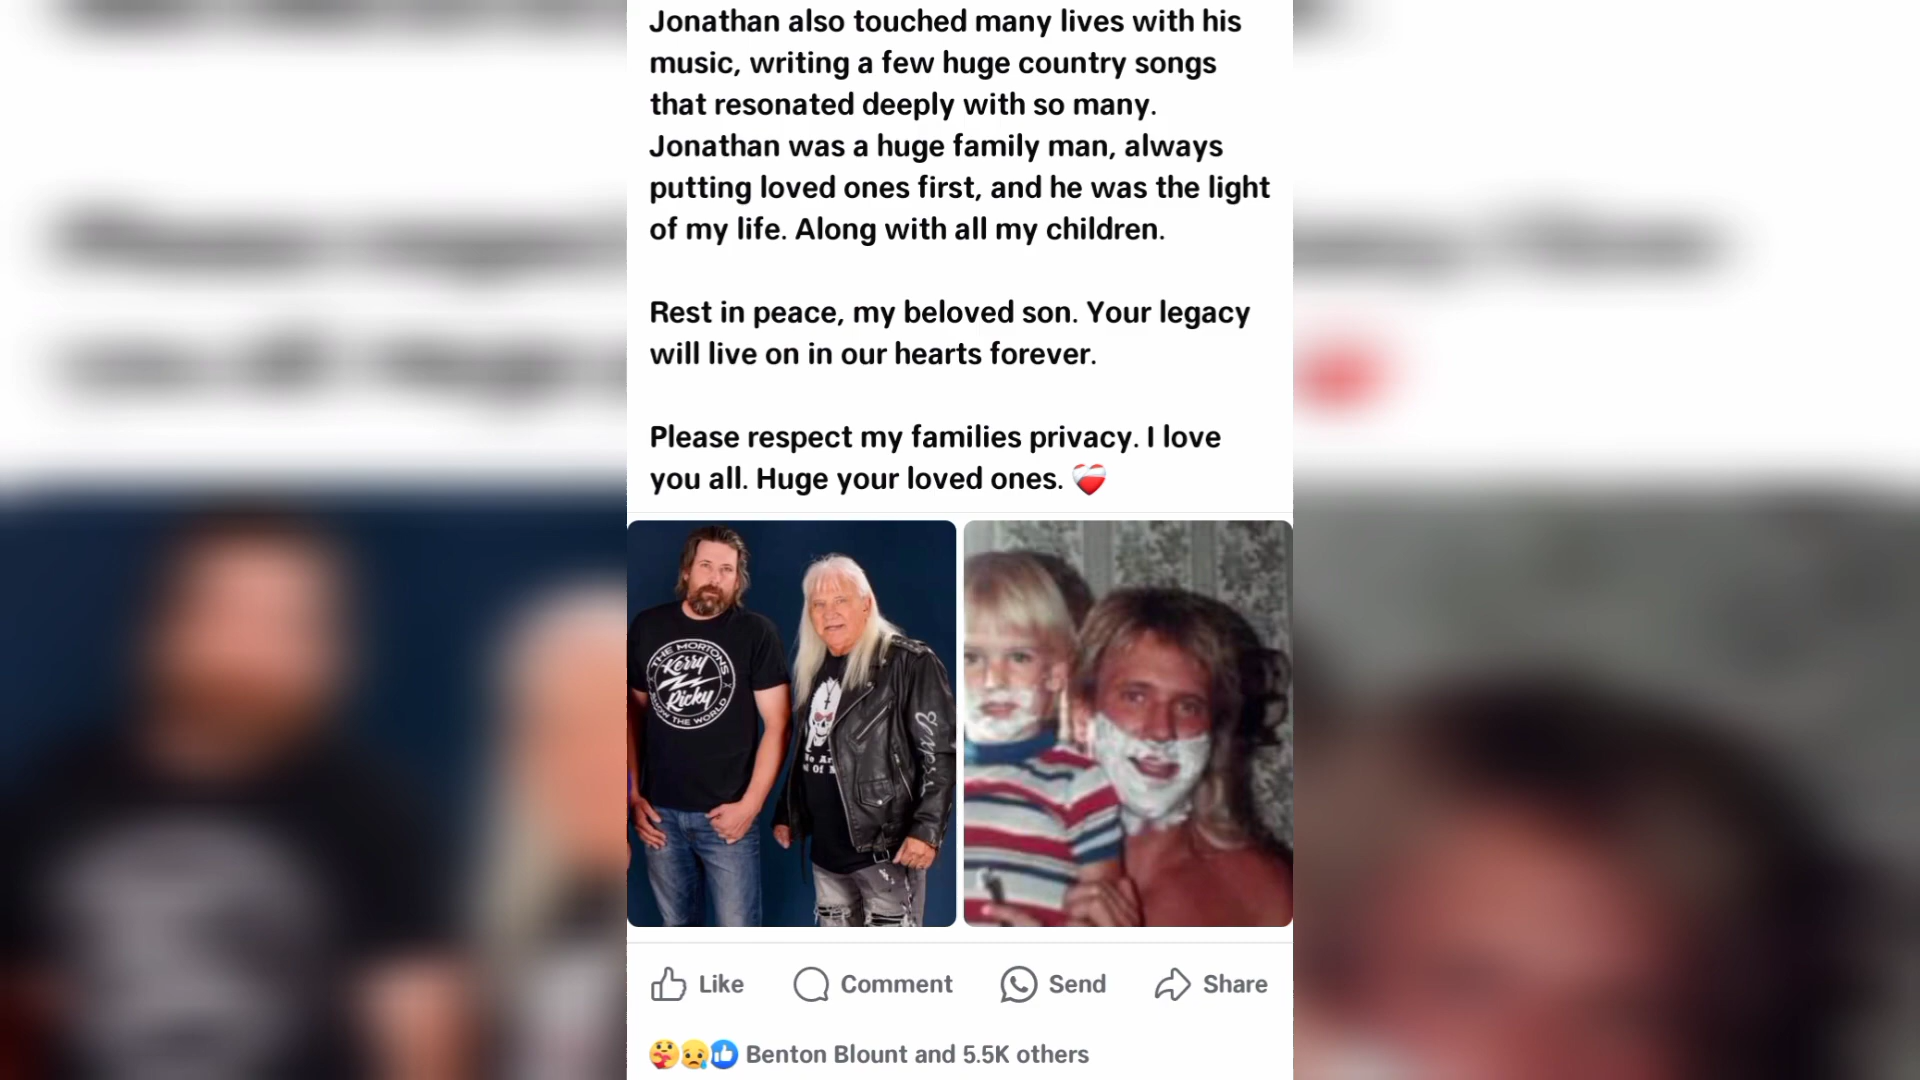 Jonathan also touched many lives with his
music, writing a few huge country songs
that resonated deeply with so many.
Jonathan was a huge family man, always
putting loved ones first, and he was the light
of my life. Along with all my children.
Rest in peace, my beloved son. Your legacy
will live on in our hearts forever.
Please respect my families privacy. I love
you all. Huge your loved ones.
THE MORTONS
Kerry
Ricky
SHOW THE WORLD
Like
Comment
Send
Share
Benton Blount and 5.5K others